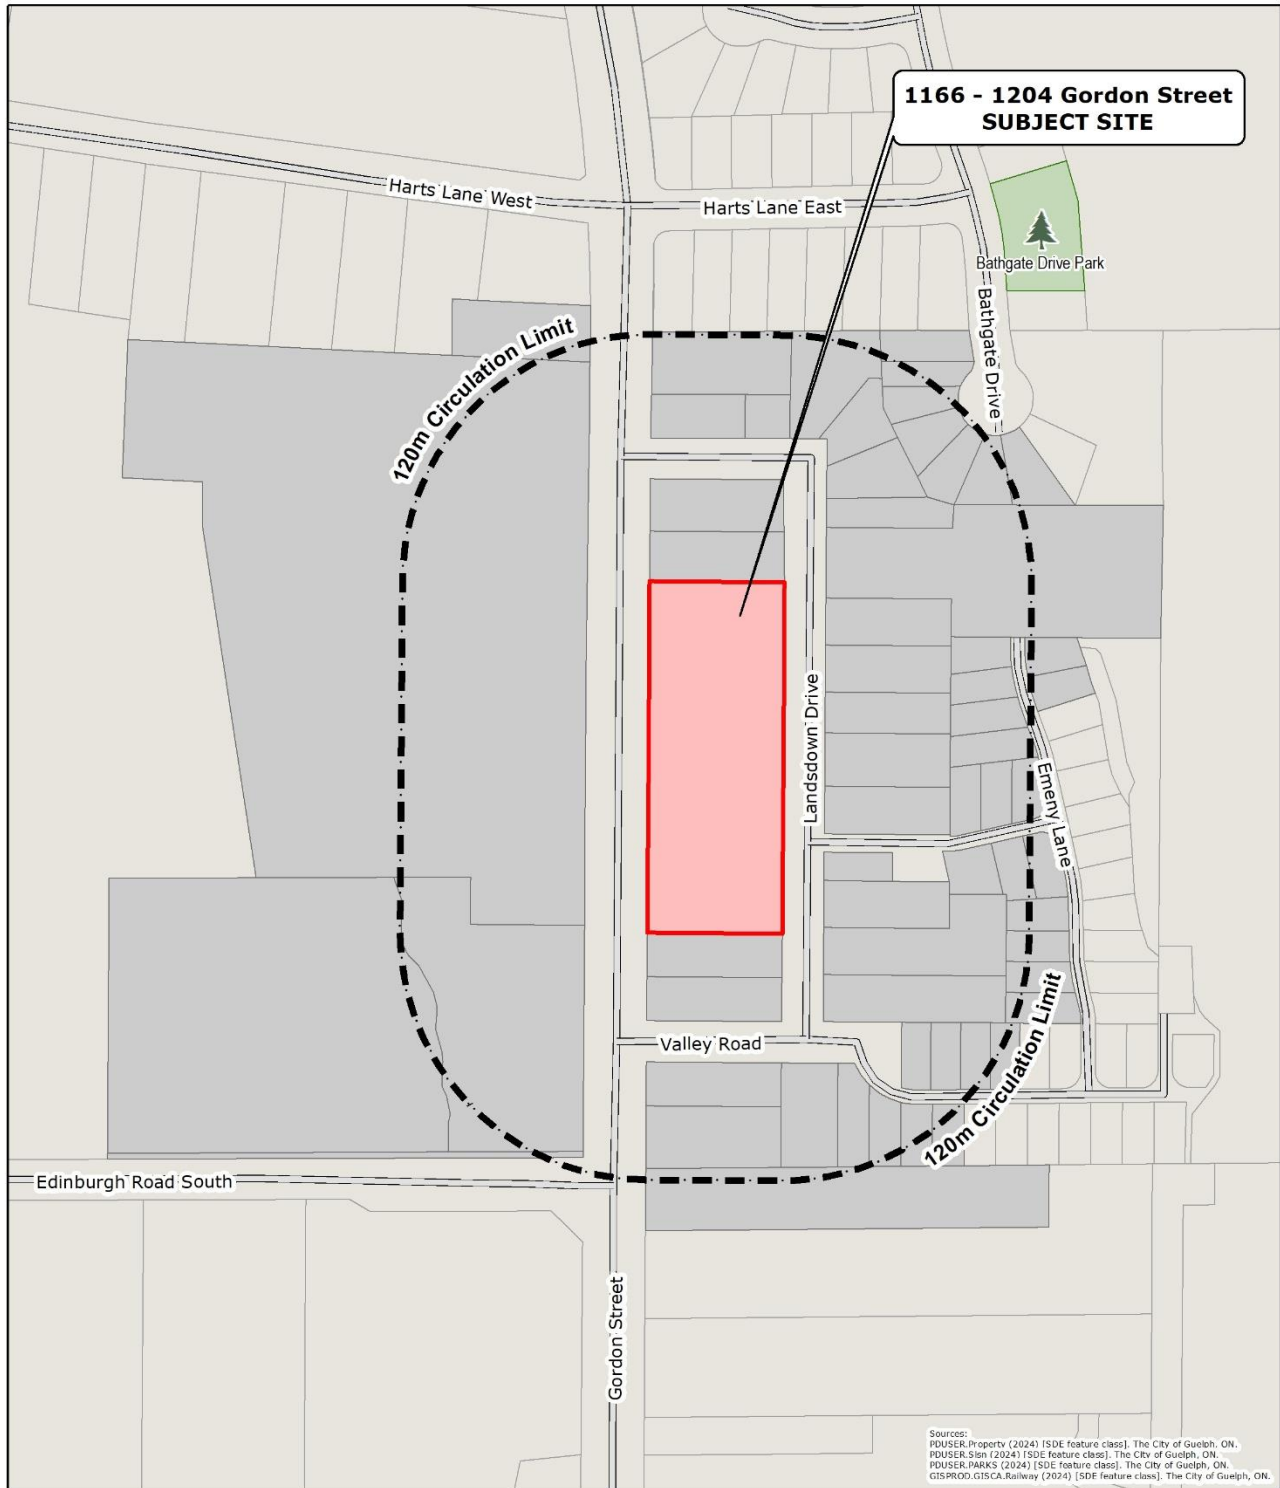 1166 - 1204 Gordon Street
SUBJECT SITE
Harts Lane West
Harts Lane East
Bathgate Drive Park
Bathgate Drive
120m Circulation Limit
Landsdown Drive
Emeny Lane
120m Circulation Limit
Valley Road
Edinburgh Road South
Gordon Street
Sources:
PDUSER.Property (2024) [SDE feature class]. The City of Guelph, ON.
PDUSER.Slsn (2024) [SDE feature class]. The City of Guelph, ON.
PDUSER.PARKS (2024) [SDE feature class]. The City of Guelph, ON.
GISPROD.GISCA.Railway (2024) [SDE feature class]. The City of Guelph, ON.